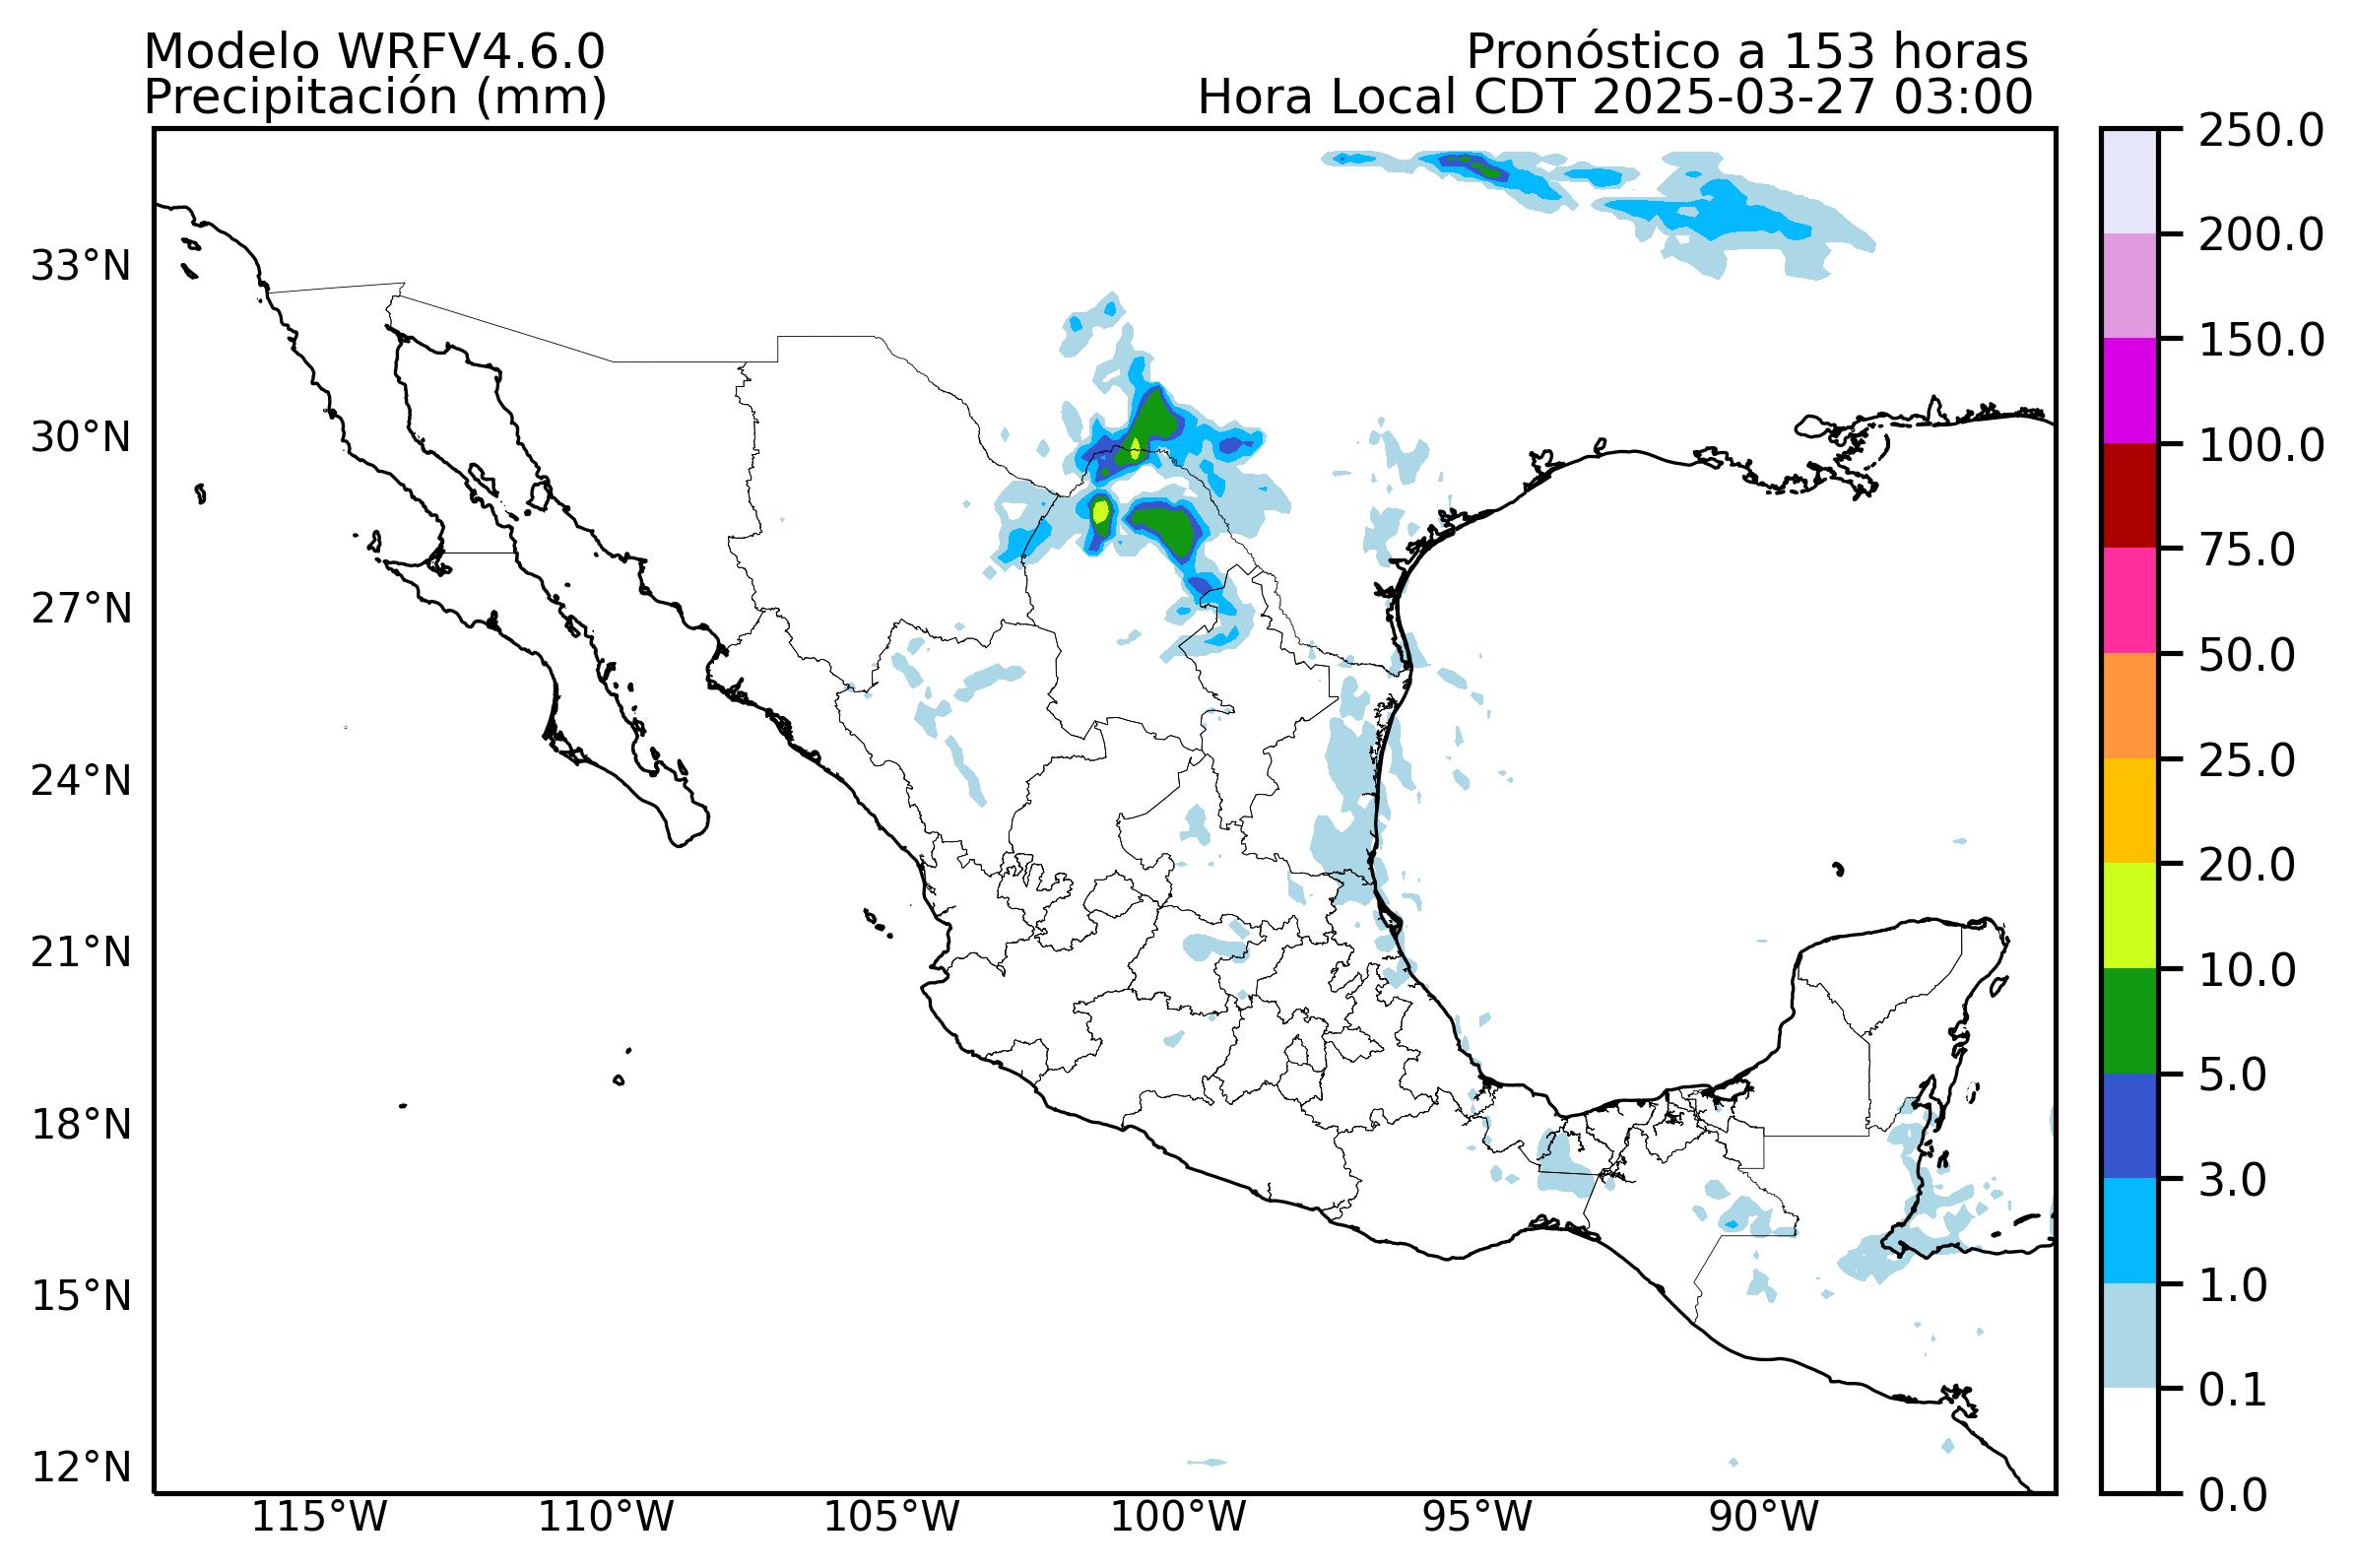 Modelo WRFV4.6.0
Pronóstico a 153 horas
Precipitación (mm)
Hora Local CDT 2025-03-27 03:00
33°N
30°N
27°N
24°N
21°N
18°N
15°N
12°N
115°W
110°W
105°W
100°W
95°W
90°W
250.0
200.0
150.0
100.0
75.0
50.0
25.0
20.0
10.0
5.0
3.0
1.0
0.1
0.0